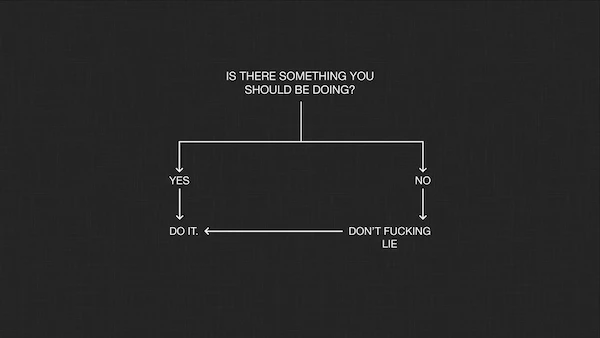 IS THERE SOMETHING YOU
SHOULD BE DOING?
YES
NO
DO IT.
DON'T FUCKING
LIE